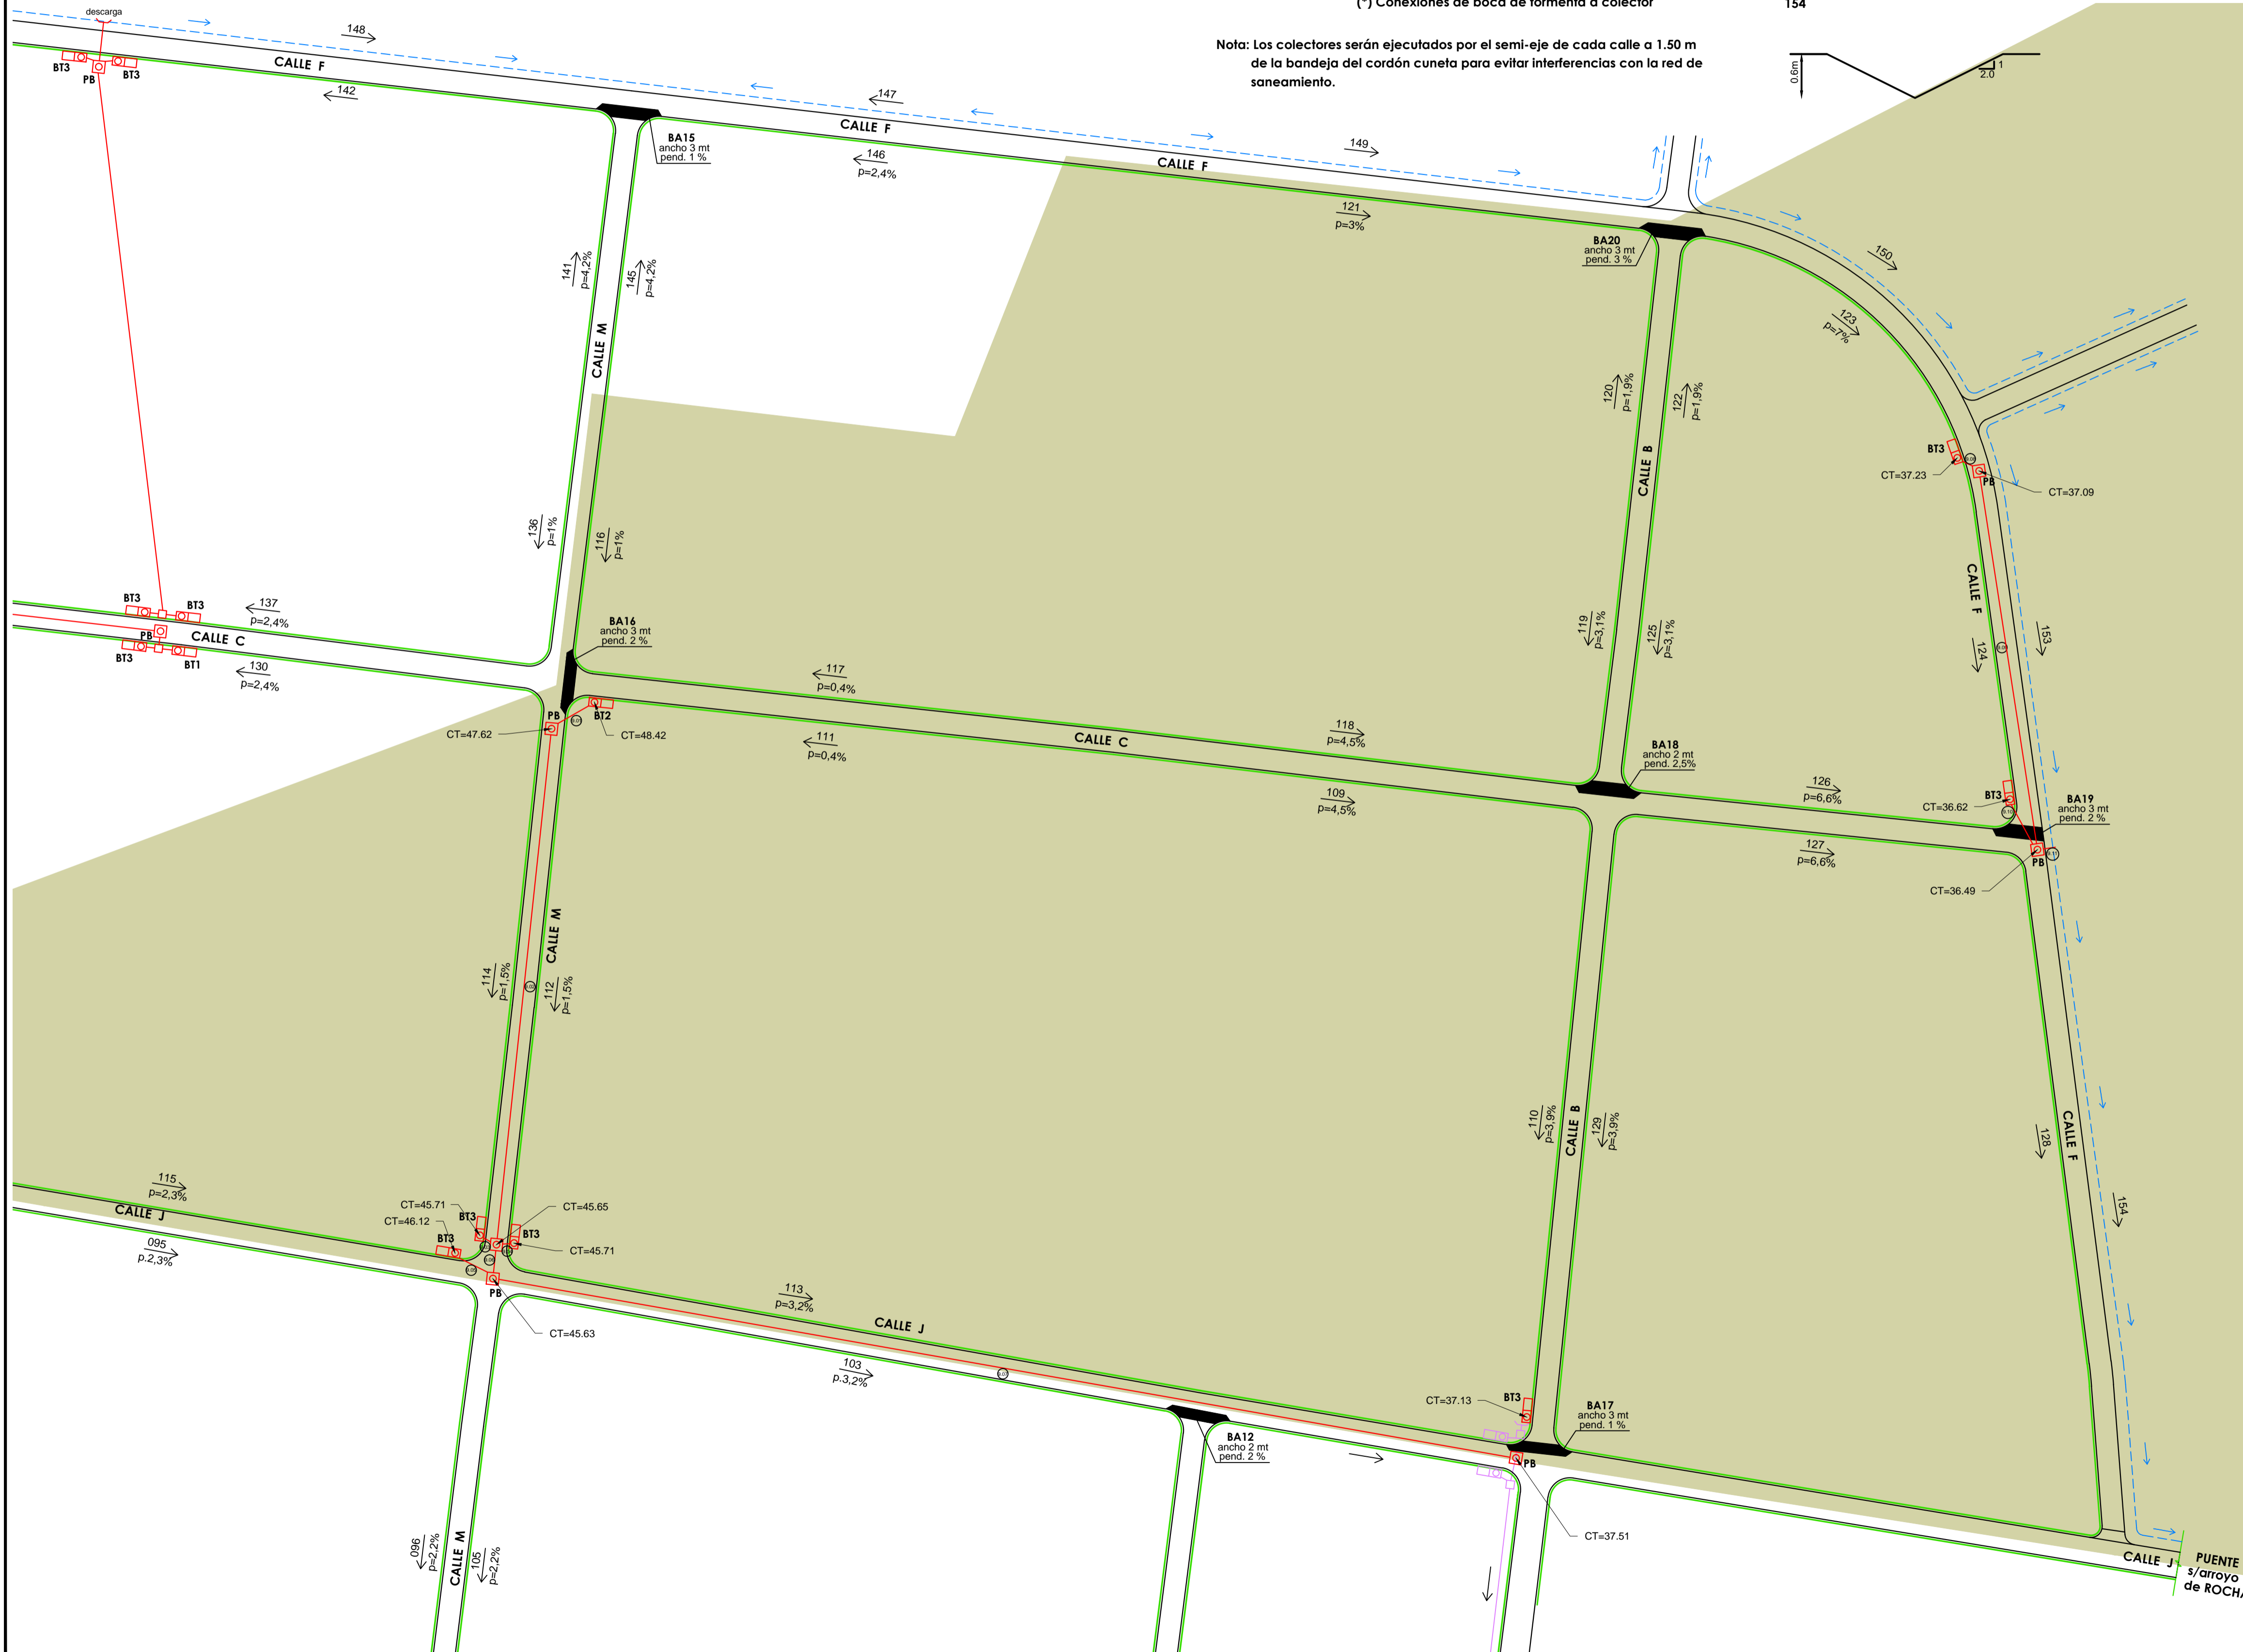 descarga
(*) Conexiones de boca de tormenta a colector
154
Nota: Los colectores serán ejecutados por el semi-eje de cada calle a 1.50 m
de la bandeja del cordón cuneta para evitar interferencias con la red de
saneamiento.
0.6m
1
2.0
148
BT3
PB
BT3
CALLE F
142
147
CALLE F
BA15
ancho 3 mt
pend. 1 %
146
p=2,4%
149
CALLE F
121
p=3%
BA20
ancho 3 mt
pend. 3 %
150
123
p=7%
141
p=4,2%
145
p=4,2%
CALLE M
120
p=1,9%
122
p=1,9%
CALLE B
BT3
CT=37.23
PB
CT=37.09
136
p=1%
116
p=1%
CALLE F
124
153
119
p=3,1%
125
p=3,1%
BT3
BT3
137
p=2,4%
PB
CALLE C
BT3
BT1
130
p=2,4%
BA16
ancho 3 mt
pend. 2 %
117
p=0,4%
PB
BT2
CT=47.62
CT=48.42
111
p=0,4%
CALLE C
118
p=4,5%
109
p=4,5%
BA18
ancho 2 mt
pend. 2,5%
126
p=6,6%
127
p=6,6%
BT3
CT=36.62
BA19
ancho 3 mt
pend. 2 %
PB
CT=36.49
114
p=1,5%
112
p=1,5%
CALLE M
110
p=3,9%
129
p=3,9%
CALLE B
128
CALLE F
154
115
p=2,3%
CALLE J
095
p.2,3%
CT=45.71
CT=46.12
BT3
BT3
BT3
CT=45.65
CT=45.71
PB
CT=45.63
113
p=3,2%
CALLE J
103
p.3,2%
BA12
ancho 2 mt
pend. 2 %
CT=37.13
BT3
BA17
ancho 3 mt
pend. 1 %
PB
CT=37.51
096
p=2,2%
105
p=2,2%
CALLE M
CALLE J
PUENTE
s/arroyo
de ROCHA